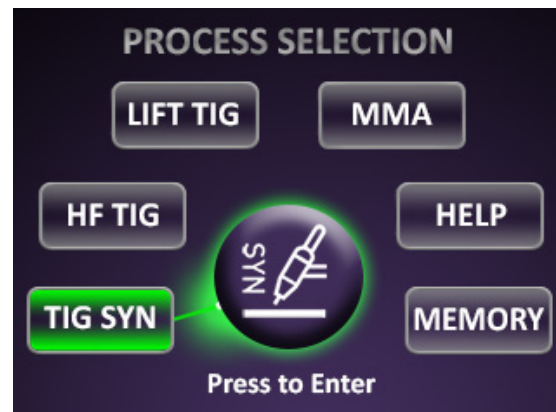 PROCESS SELECTION
LIFT TIG
MMA
HF TIG
HELP
SYN
TIG SYN
MEMORY
Press to Enter